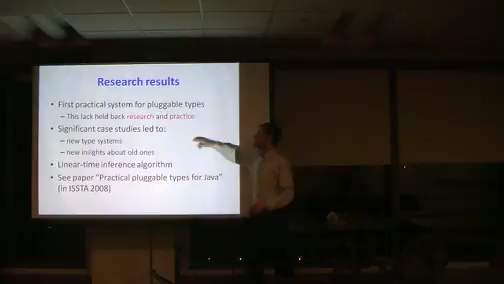 Research results
• First practical system for pluggable types
– This lack held back research and practice
• Significant case studies led to:
– new type systems
– new insights about old ones
• Linear-time inference algorithm
• See paper "Practical pluggable types for Java"
(in ISSTA 2008)